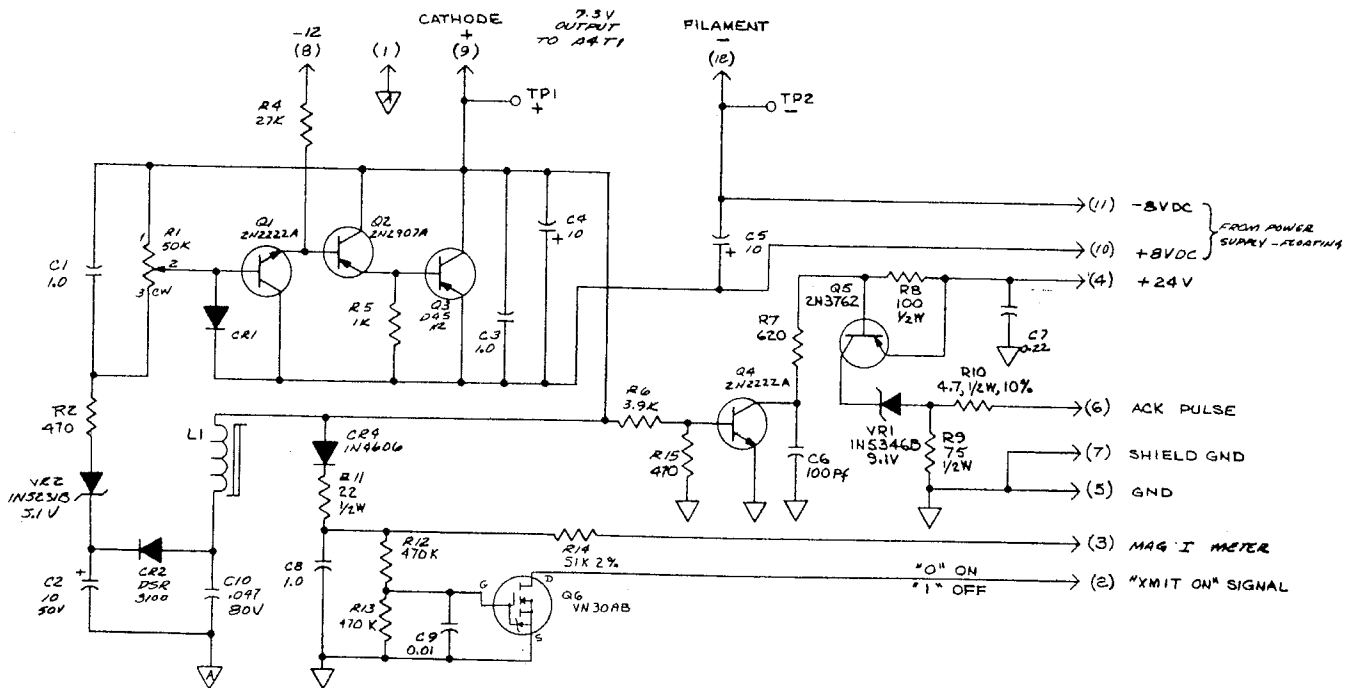 -12
(8)
(1)
CATHODE
+
(9)
7.3V
OUTPUT
TO A4T1
FILAMENT
-
(12)
TP1
+
TP2
-
R4
27K
A
R1
50K
1
2
3 CW
C1
1.0
Q1
2N2222A
Q2
2N2907A
Q3
D45
H2
CR1
R5
1K
C3
1.0
C4
10
+
C5
10
+
(11) -8VDC
(10) +8VDC
FROM POWER
SUPPLY-FLOATING
(4) +24V
Q5
2N3762
R8
100
1/2W
C7
0.22
R7
620
Q4
2N2222A
R10
4.7, 1/2W, 10%
(6) ACK PULSE
VR1
1N5346B
9.1V
R9
75
1/2W
(7) SHIELD GND
(5) GND
R6
3.9K
R15
470
C6
100Pf
R2
470
L1
CR4
1N4606
VR2
1N5231B
5.1V
R11
22
1/2W
R12
470K
R14
51K 2%
(3) MAG I METER
CR2
DSR
3100
C2
+
10
50V
C10
.047
80V
C8
1.0
R13
470K
C9
0.01
G
D
S
Q6
VN30AB
"0" ON
"1" OFF
(2) "XMIT ON" SIGNAL
A